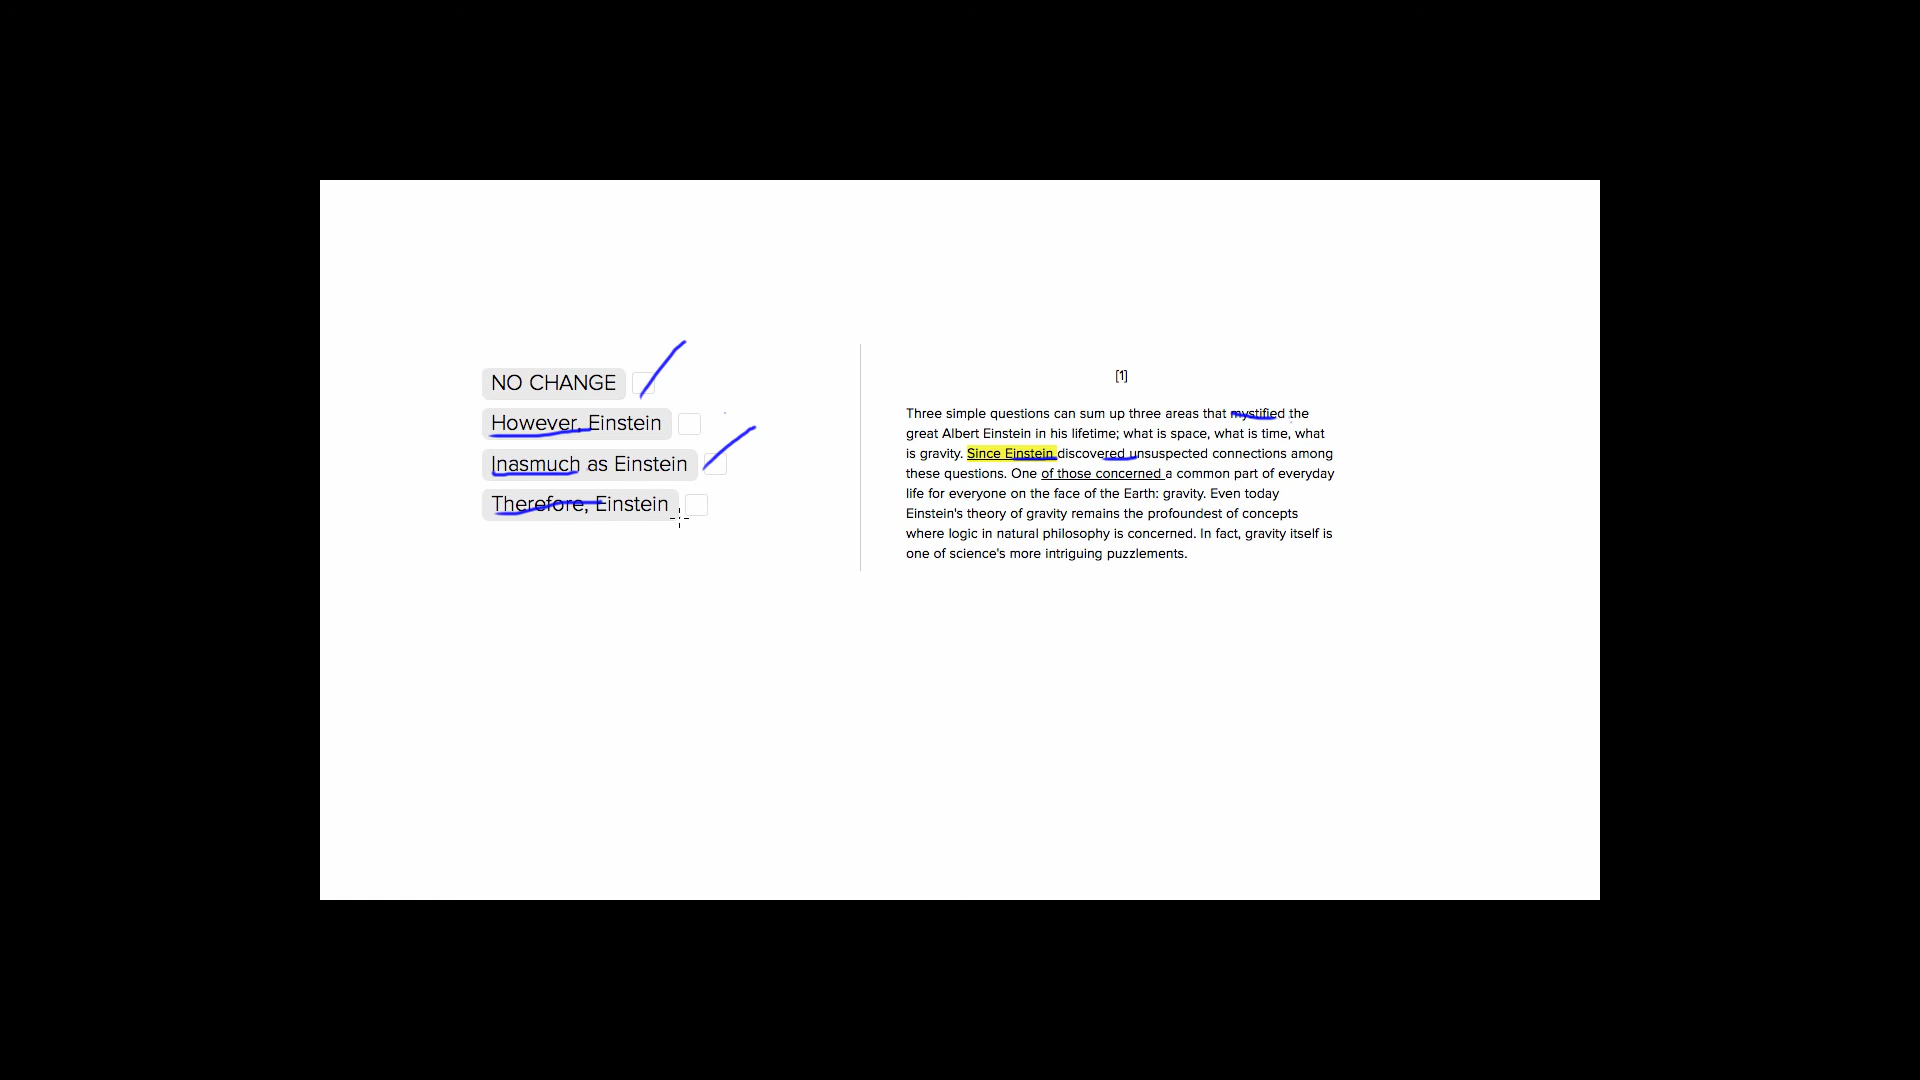 NO CHANGE
However, Einstein
Inasmuch as Einstein
Therefore, Einstein
[1]
Three simple questions can sum up three areas that mystified the
great Albert Einstein in his lifetime; what is space, what is time, what
is gravity. Since Einstein discovered unsuspected connections among
these questions. One of those concerned a common part of everyday
life for everyone on the face of the Earth: gravity. Even today
Einstein's theory of gravity remains the profoundest of concepts
where logic in natural philosophy is concerned. In fact, gravity itself is
one of science's more intriguing puzzlements.